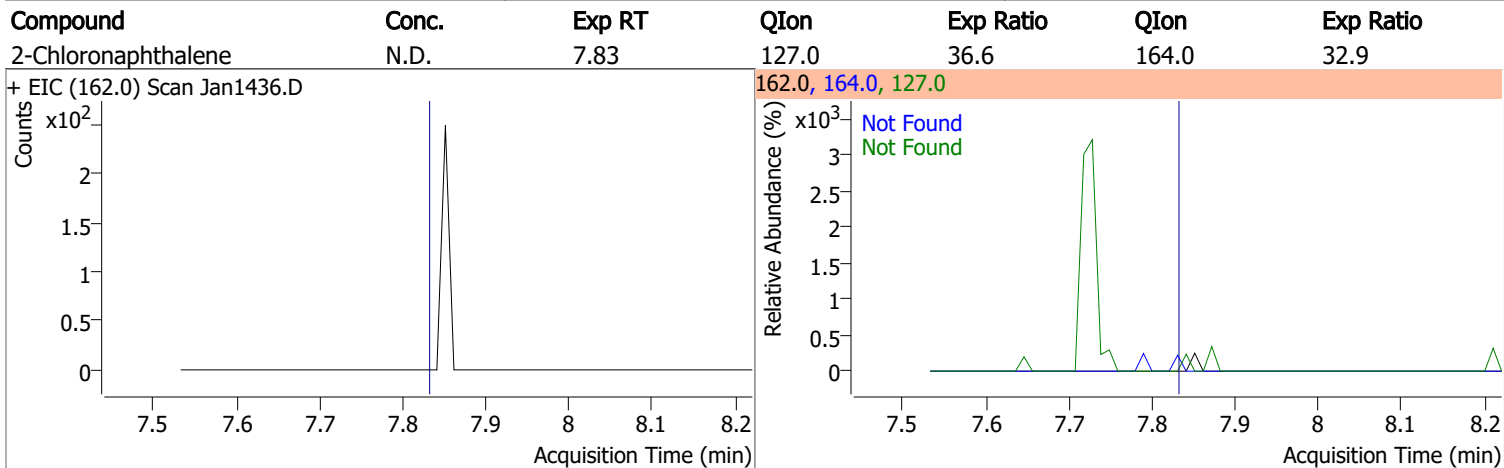 Compound Conc. Exp RT QIon Exp Ratio QIon Exp Ratio
2-Chloronaphthalene N.D. 7.83 127.0 36.6 164.0 32.9
+ EIC (162.0) Scan Jan1436.D
Counts
x10²
2
1.5
1
0.5
0
7.5 7.6 7.7 7.8 7.9 8 8.1 8.2
Acquisition Time (min)
162.0, 164.0, 127.0
Relative Abundance (%)
x10³
Not Found
Not Found
3
2.5
2
1.5
1
0.5
0
7.5 7.6 7.7 7.8 7.9 8 8.1 8.2
Acquisition Time (min)